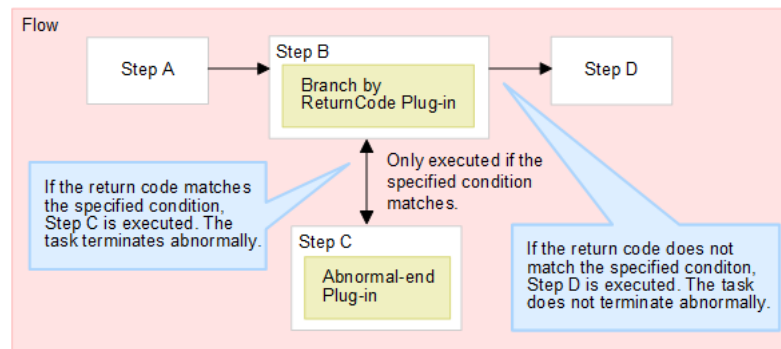 Flow
Step A
Step B
Branch by
ReturnCode Plug-in
Step D
Only executed if the
specified condition
matches.
If the return code matches
the specified condition,
Step C is executed. The
task terminates abnormally.
Step C
Abnormal-end
Plug-in
If the return code does not
match the specified conditon,
Step D is executed. The task
does not terminate abnormally.